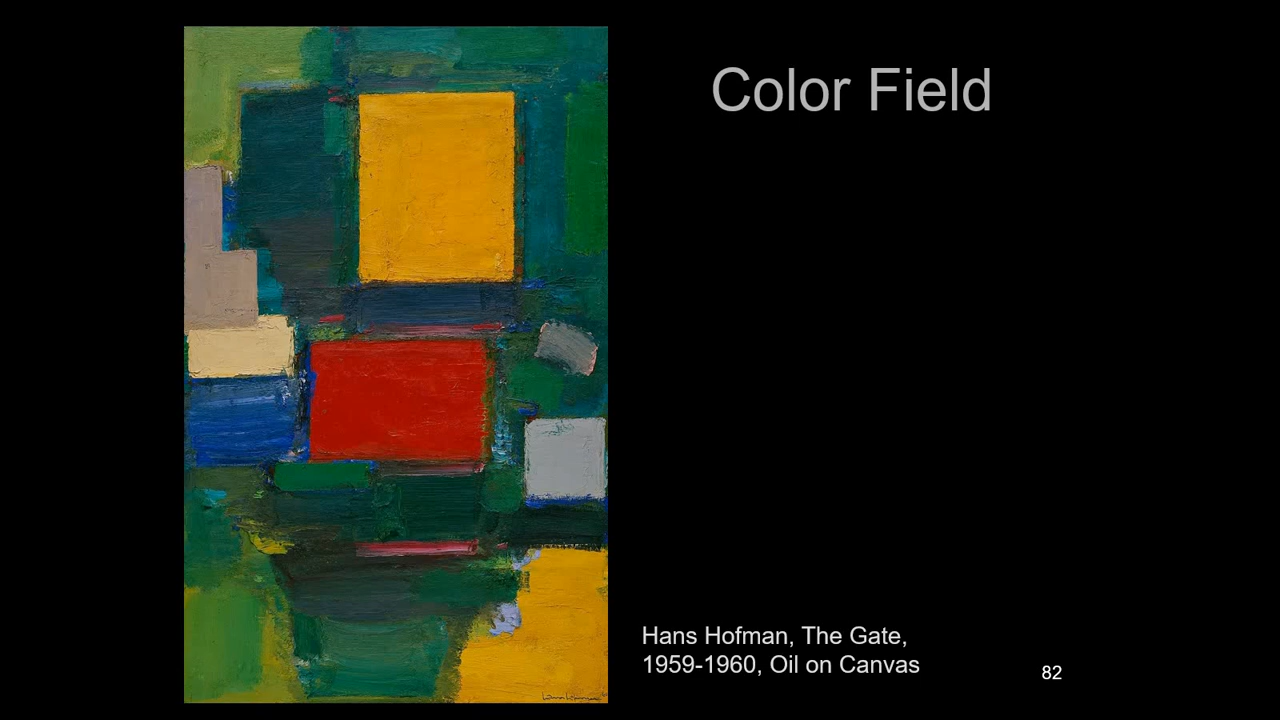 Color Field
Hans Hofman, The Gate,
1959-1960, Oil on Canvas
82